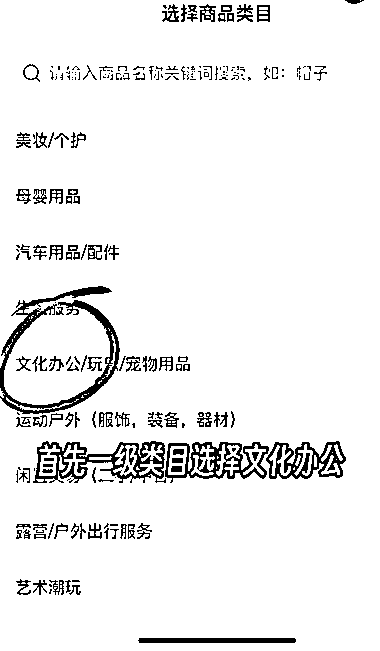 选择商品类目
请输入商品名称关键词搜索，如：帽子
美妆/个护
母婴用品
汽车用品/配件
生活服务
文化办公/玩具/宠物用品
运动户外（服饰，装备，器材）
首先一级类目选择文化办公
露营/户外出行服务
艺术潮玩